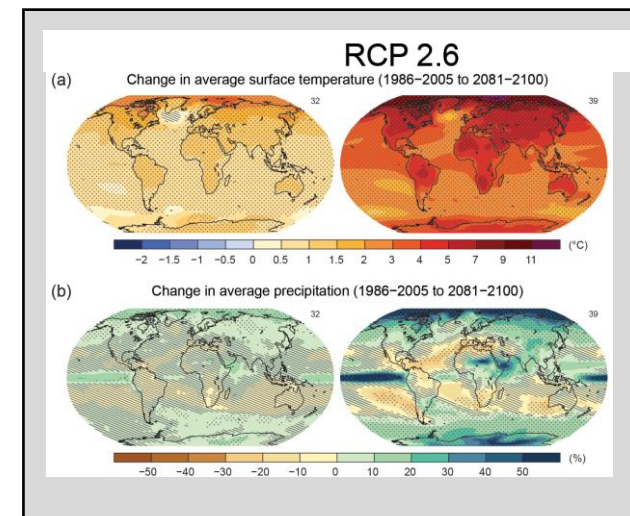 RCP 2.6
(a)
Change in average surface temperature (1986−2005 to 2081−2100)
32
39
−2 −1.5 −1 −0.5 0 0.5 1 1.5 2 3 4 5 7 9 11 (°C)
(b)
Change in average precipitation (1986−2005 to 2081−2100)
32
39
−50 −40 −30 −20 −10 0 10 20 30 40 50 (%)